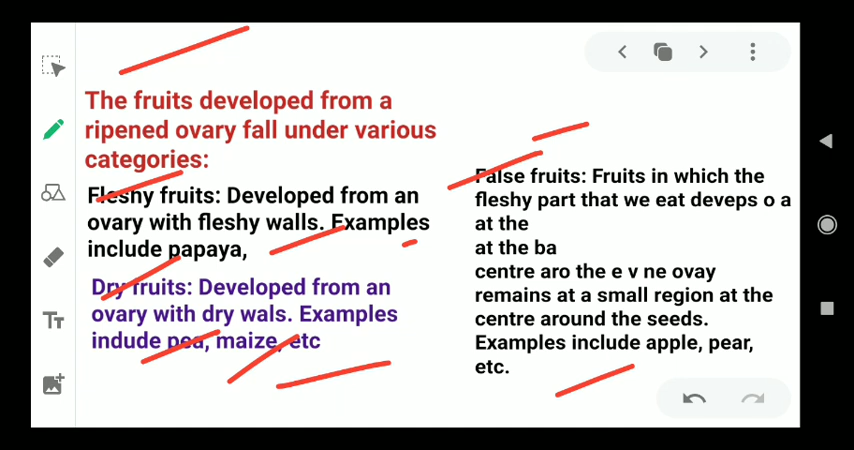 The fruits developed from a
ripened ovary fall under various
categories:
Fleshy fruits: Developed from an
ovary with fleshy walls. Examples
include papaya,
Dry fruits: Developed from an
ovary with dry wals. Examples
indude pea, maize, etc
False fruits: Fruits in which the
fleshy part that we eat deveps o a
at the
at the ba
centre aro the e v ne ovay
remains at a small region at the
centre around the seeds.
Examples include apple, pear,
etc.
Tт